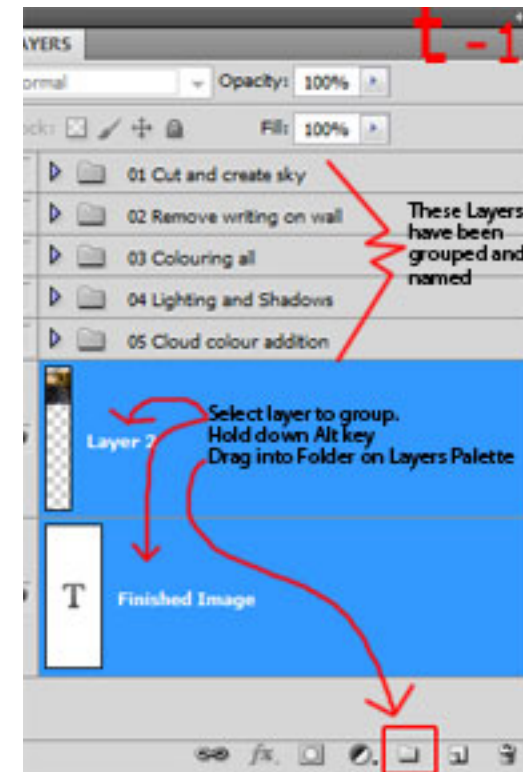 t - 1
AYERS
ormal
Opacity: 100%
ock:
Fill: 100%
01 Cut and create sky
02 Remove writing on wall
03 Colouring all
04 Lighting and Shadows
05 Cloud colour addition
These Layers
have been
grouped and
named
Select layer to group.
Hold down Alt key
Drag into Folder on Layers Palette
Layer 2
T
Finished Image
fx.